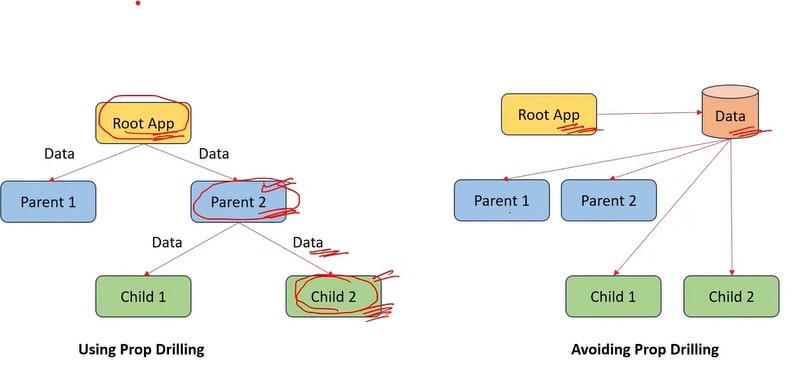 Root App
Data
Data
Parent 1
Parent 2
Data
Data
Child 1
Child 2
Using Prop Drilling
Root App
Data
Parent 1
Parent 2
Child 1
Child 2
Avoiding Prop Drilling